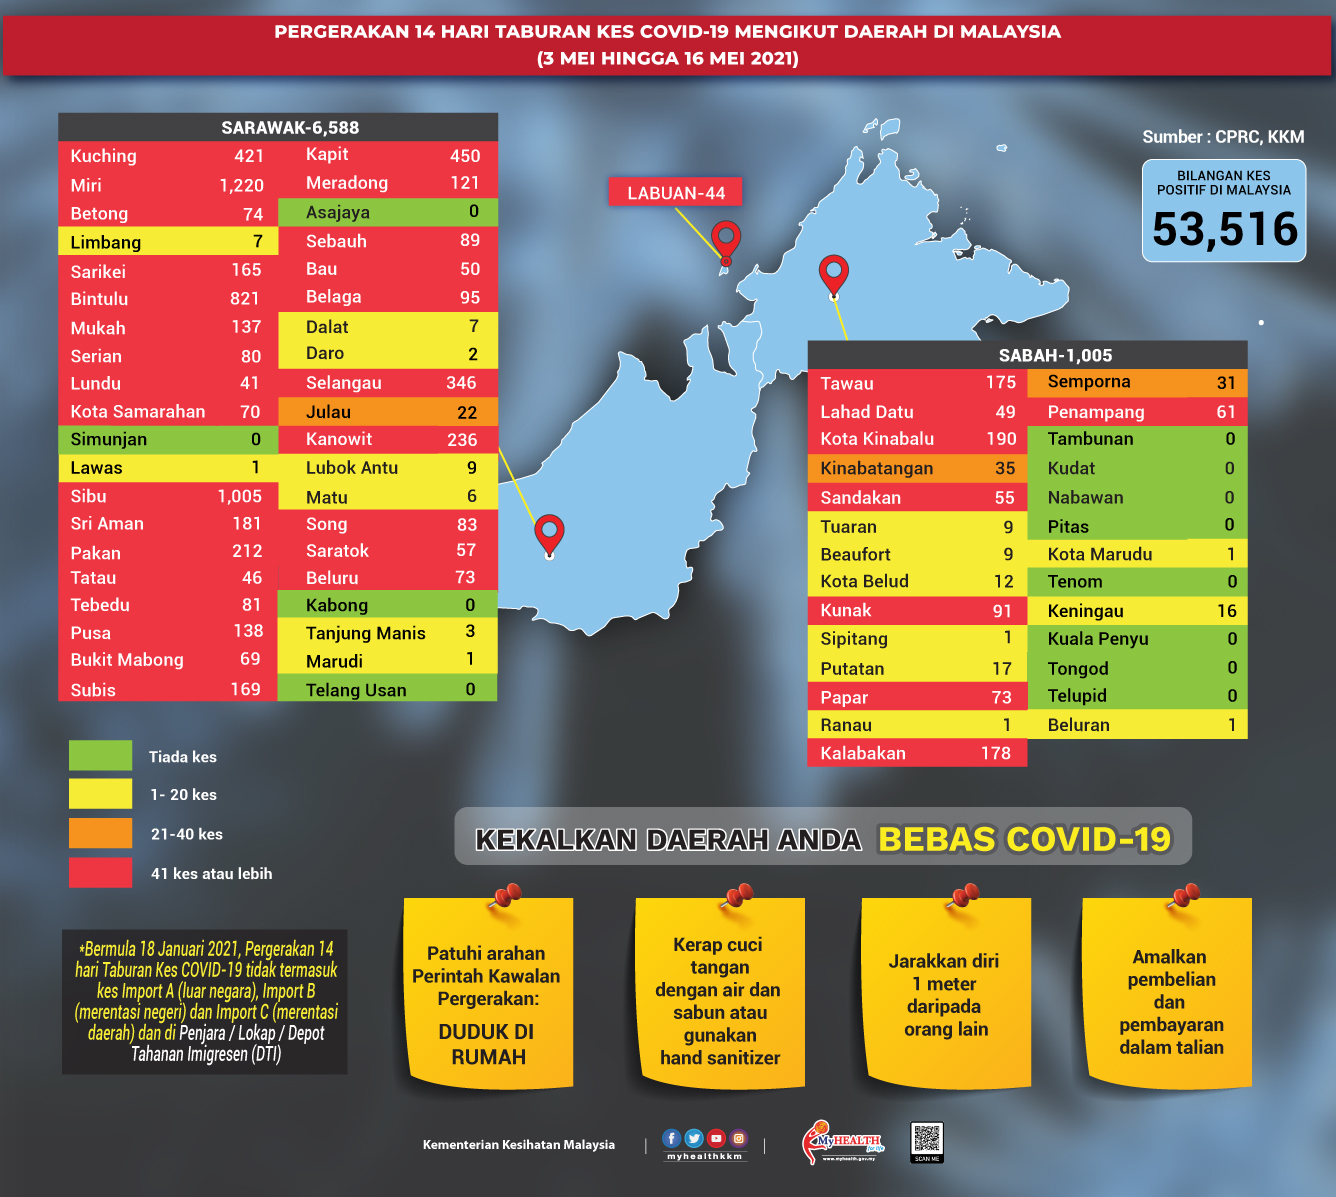 PERGERAKAN 14 HARI TABURAN KES COVID-19 MENGIKUT DAERAH DI MALAYSIA
(3 MEI HINGGA 16 MEI 2021)
Sumber : CPRC, KKM
BILANGAN KES
POSITIF DI MALAYSIA
53,516
LABUAN-44
SARAWAK-6,588
Kuching 421 Kapit 450
Miri 1,220 Meradong 121
Betong 74 Asajaya 0
Limbang 7 Sebauh 89
Sarikei 165 Bau 50
Bintulu 821 Belaga 95
Mukah 137 Dalat 7
Serian 80 Daro 2
Lundu 41 Selangau 346
Kota Samarahan 70 Julau 22
Simunjan 0 Kanowit 236
Lawas 1 Lubok Antu 9
Sibu 1,005 Matu 6
Sri Aman 181 Song 83
Pakan 212 Saratok 57
Tatau 46 Beluru 73
Tebedu 81 Kabong 0
Pusa 138 Tanjung Manis 3
Bukit Mabong 69 Marudi 1
Subis 169 Telang Usan 0
SABAH-1,005
Tawau 175 Semporna 31
Lahad Datu 49 Penampang 61
Kota Kinabalu 190 Tambunan 0
Kinabatangan 35 Kudat 0
Sandakan 55 Nabawan 0
Tuaran 9 Pitas 0
Beaufort 9 Kota Marudu 1
Kota Belud 12 Tenom 0
Kunak 91 Keningau 16
Sipitang 1 Kuala Penyu 0
Putatan 17 Tongod 0
Papar 73 Telupid 0
Ranau 1 Beluran 1
Kalabakan 178
Tiada kes
1- 20 kes
21-40 kes
41 kes atau lebih
*Bermula 18 Januari 2021, Pergerakan 14
hari Taburan Kes COVID-19 tidak termasuk
kes Import A (luar negara), Import B
(merentasi negeri) dan Import C (merentasi
daerah) dan di Penjara / Lokap / Depot
Tahanan Imigresen (DTI)
KEKALKAN DAERAH ANDA BEBAS COVID-19
Patuhi arahan
Perintah Kawalan
Pergerakan:
DUDUK DI
RUMAH
Kerap cuci
tangan
dengan air dan
sabun atau
gunakan
hand sanitizer
Jarakkan diri
1 meter
daripada
orang lain
Amalkan
pembelian
dan
pembayaran
dalam talian
Kementerian Kesihatan Malaysia
myhealthkkm
MyHEALTH
for life
www.myhealth.gov.my
SCAN ME